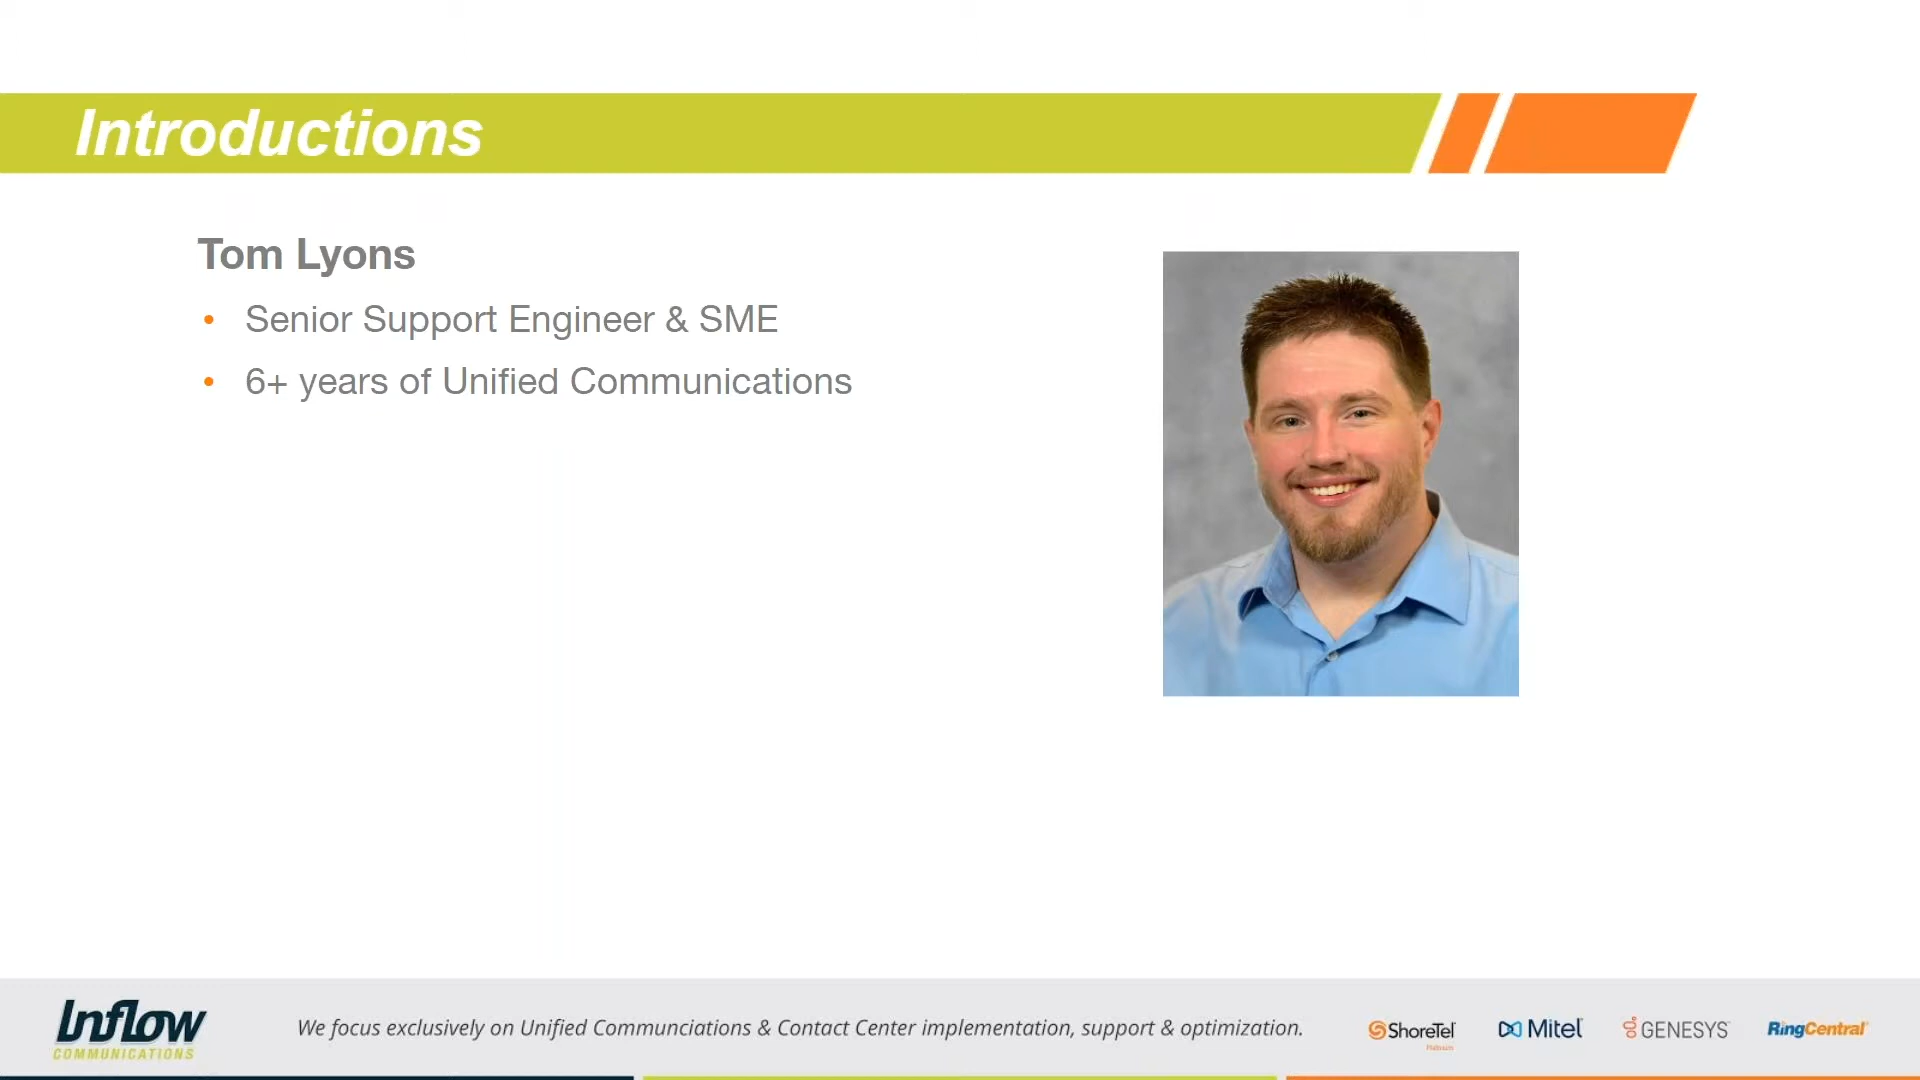 Introductions
Tom Lyons
• Senior Support Engineer & SME
• 6+ years of Unified Communications
Inflow
COMMUNICATIONS
We focus exclusively on Unified Communciations & Contact Center implementation, support & optimization.
ShoreTel
Platinum
Mitel
GENESYS
RingCentral